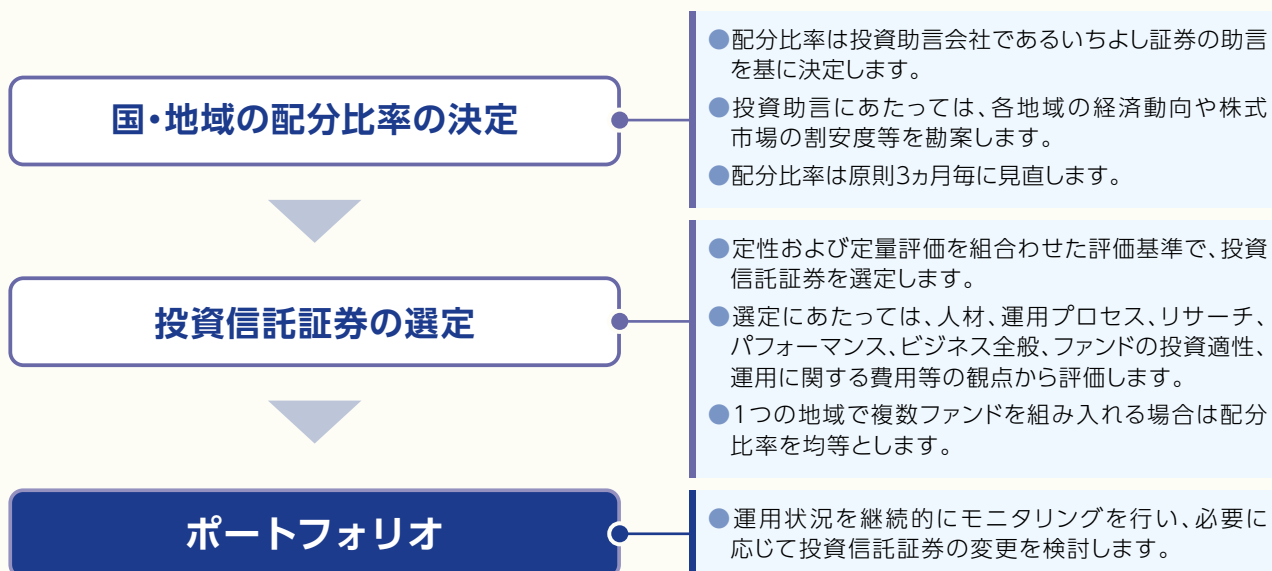 国・地域の配分比率の決定
●配分比率は投資助言会社であるいちよし証券の助言
を基に決定します。
●投資助言にあたっては、各地域の経済動向や株式
市場の割安度等を勘案します。
●配分比率は原則3ヵ月毎に見直します。
投資信託証券の選定
●定性および定量評価を組合わせた評価基準で、投資
信託証券を選定します。
●選定にあたっては、人材、運用プロセス、リサーチ、
パフォーマンス、ビジネス全般、ファンドの投資適性、
運用に関する費用等の観点から評価します。
●1つの地域で複数ファンドを組み入れる場合は配分
比率を均等とします。
ポートフォリオ
●運用状況を継続的にモニタリングを行い、必要に
応じて投資信託証券の変更を検討します。